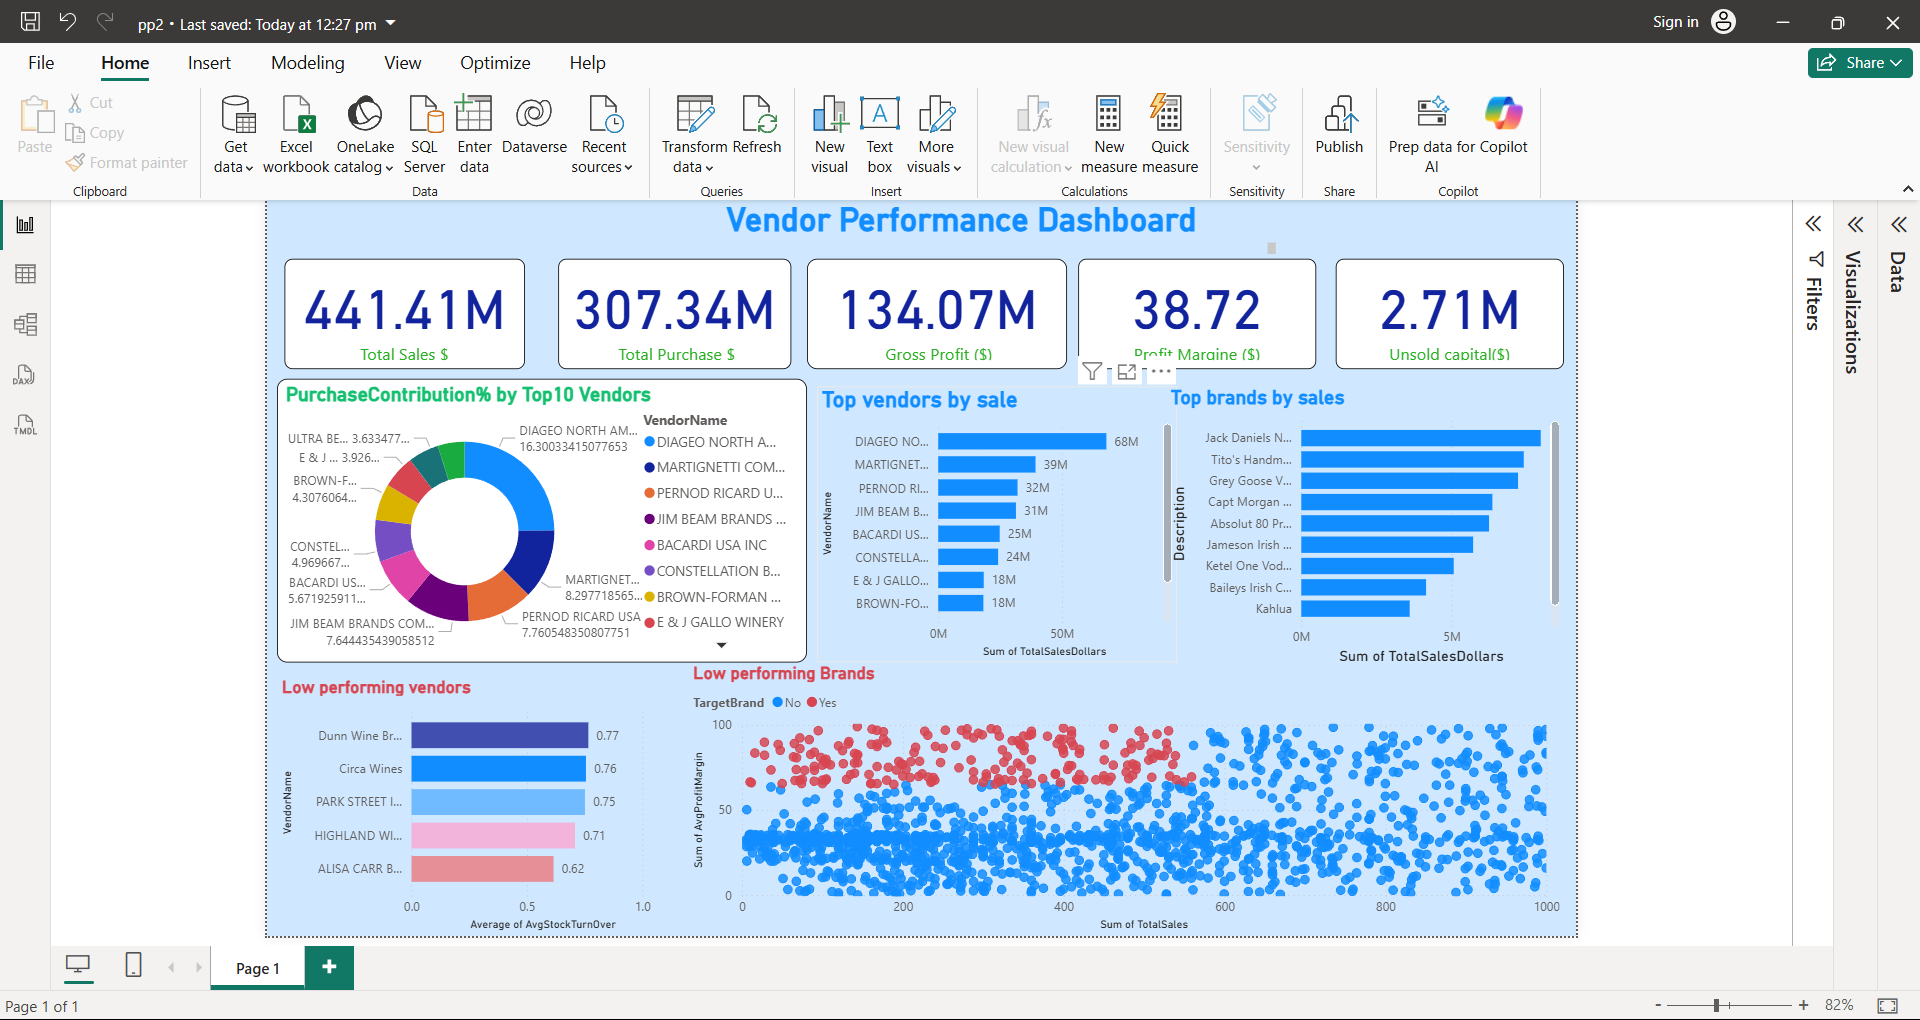 pp2 • Last saved: Today at 12:27 pm
Sign in
File
Home
Insert
Modeling
View
Optimize
Help
Share
Paste
Cut
Copy
Format painter
Clipboard
Get data
Excel workbook
OneLake catalog
SQL Server
Enter data
Dataverse
Recent sources
Data
Transform data
Refresh
Queries
New visual
Text box
More visuals
Insert
New visual calculation
New measure
Quick measure
Calculations
Sensitivity
Sensitivity
Publish
Share
Prep data for AI
Copilot
Copilot
Vendor Performance Dashboard
441.41M
Total Sales $
307.34M
Total Purchase $
134.07M
Gross Profit ($)
38.72
Profit Margine ($)
2.71M
Unsold capital($)
PurchaseContribution% by Top10 Vendors
ULTRA BE... 3.633477...
E & J ... 3.926...
BROWN-F...
4.3076064...
CONSTEL...
4.969667...
BACARDI US...
5.671925911...
JIM BEAM BRANDS COM...
7.644435439058512
DIAGEO NORTH AM...
16.30033415077653
MARTIGNET...
8.297718565...
PERNOD RICARD USA
7.760548350807751
VendorName
DIAGEO NORTH A...
MARTIGNETTI COM...
PERNOD RICARD U...
JIM BEAM BRANDS ...
BACARDI USA INC
CONSTELLATION B...
BROWN-FORMAN ...
E & J GALLO WINERY
Top vendors by sale
VendorName
DIAGEO NO... 68M
MARTIGNET... 39M
PERNOD RI... 32M
JIM BEAM B... 31M
BACARDI US... 25M
CONSTELLA... 24M
E & J GALLO... 18M
BROWN-FO... 18M
0M 50M
Sum of TotalSalesDollars
Top brands by sales
Description
Jack Daniels N...
Tito's Handm...
Grey Goose V...
Capt Morgan ...
Absolut 80 Pr...
Jameson Irish ...
Ketel One Vod...
Baileys Irish C...
Kahlua
0M 5M
Sum of TotalSalesDollars
Low performing vendors
VendorName
Dunn Wine Br... 0.77
Circa Wines 0.76
PARK STREET I... 0.75
HIGHLAND WI... 0.71
ALISA CARR B... 0.62
0.0 0.5 1.0
Average of AvgStockTurnOver
Low performing Brands
TargetBrand No Yes
Sum of AvgProfitMargin
100
50
0
0 200 400 600 800 1000
Sum of TotalSales
Filters
Visualizations
Data
DAX
TMDL
Page 1
Page 1 of 1
- + 82%